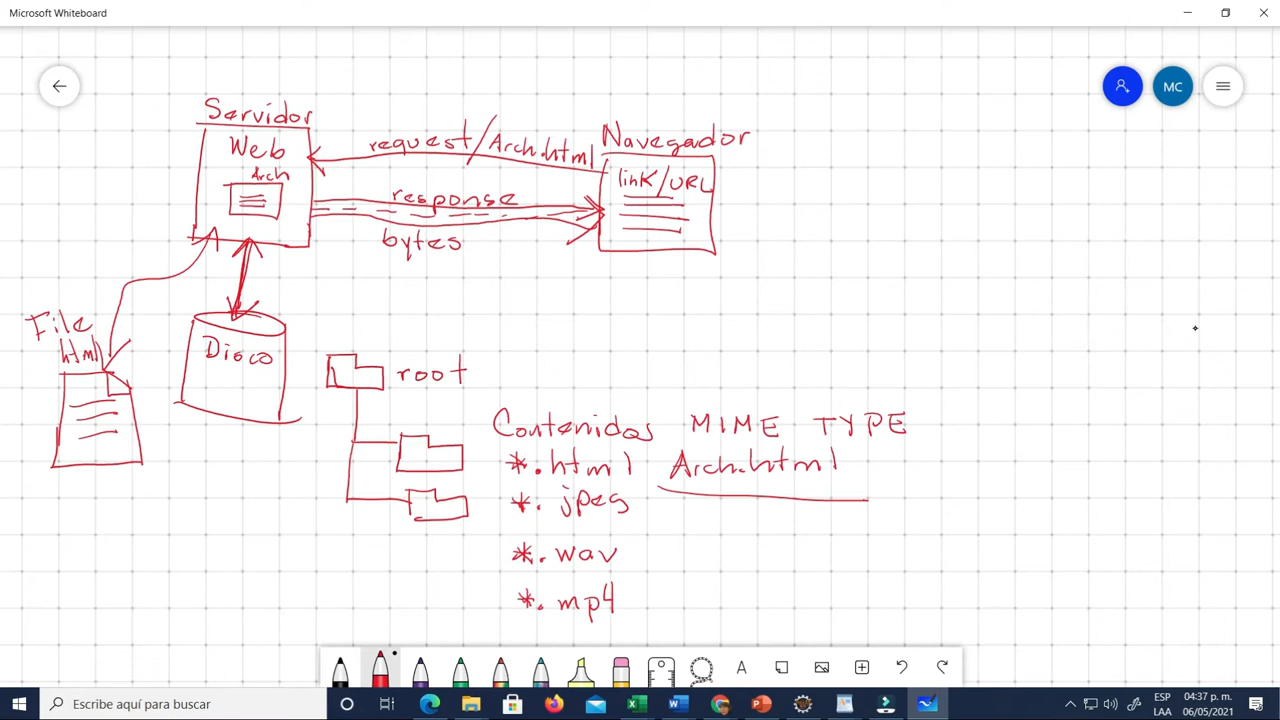 Microsoft Whiteboard
MC
Servidor
Web
Arch
request/Arch.html
Navegador
link/URL
response
bytes
File
html
Disco
root
Contenidos MIME TYPE
*.html Arch.html
*.jpeg
*.wav
*.mp4
A
Escribe aquí para buscar
ESP
LAA
04:37 p. m.
06/05/2021